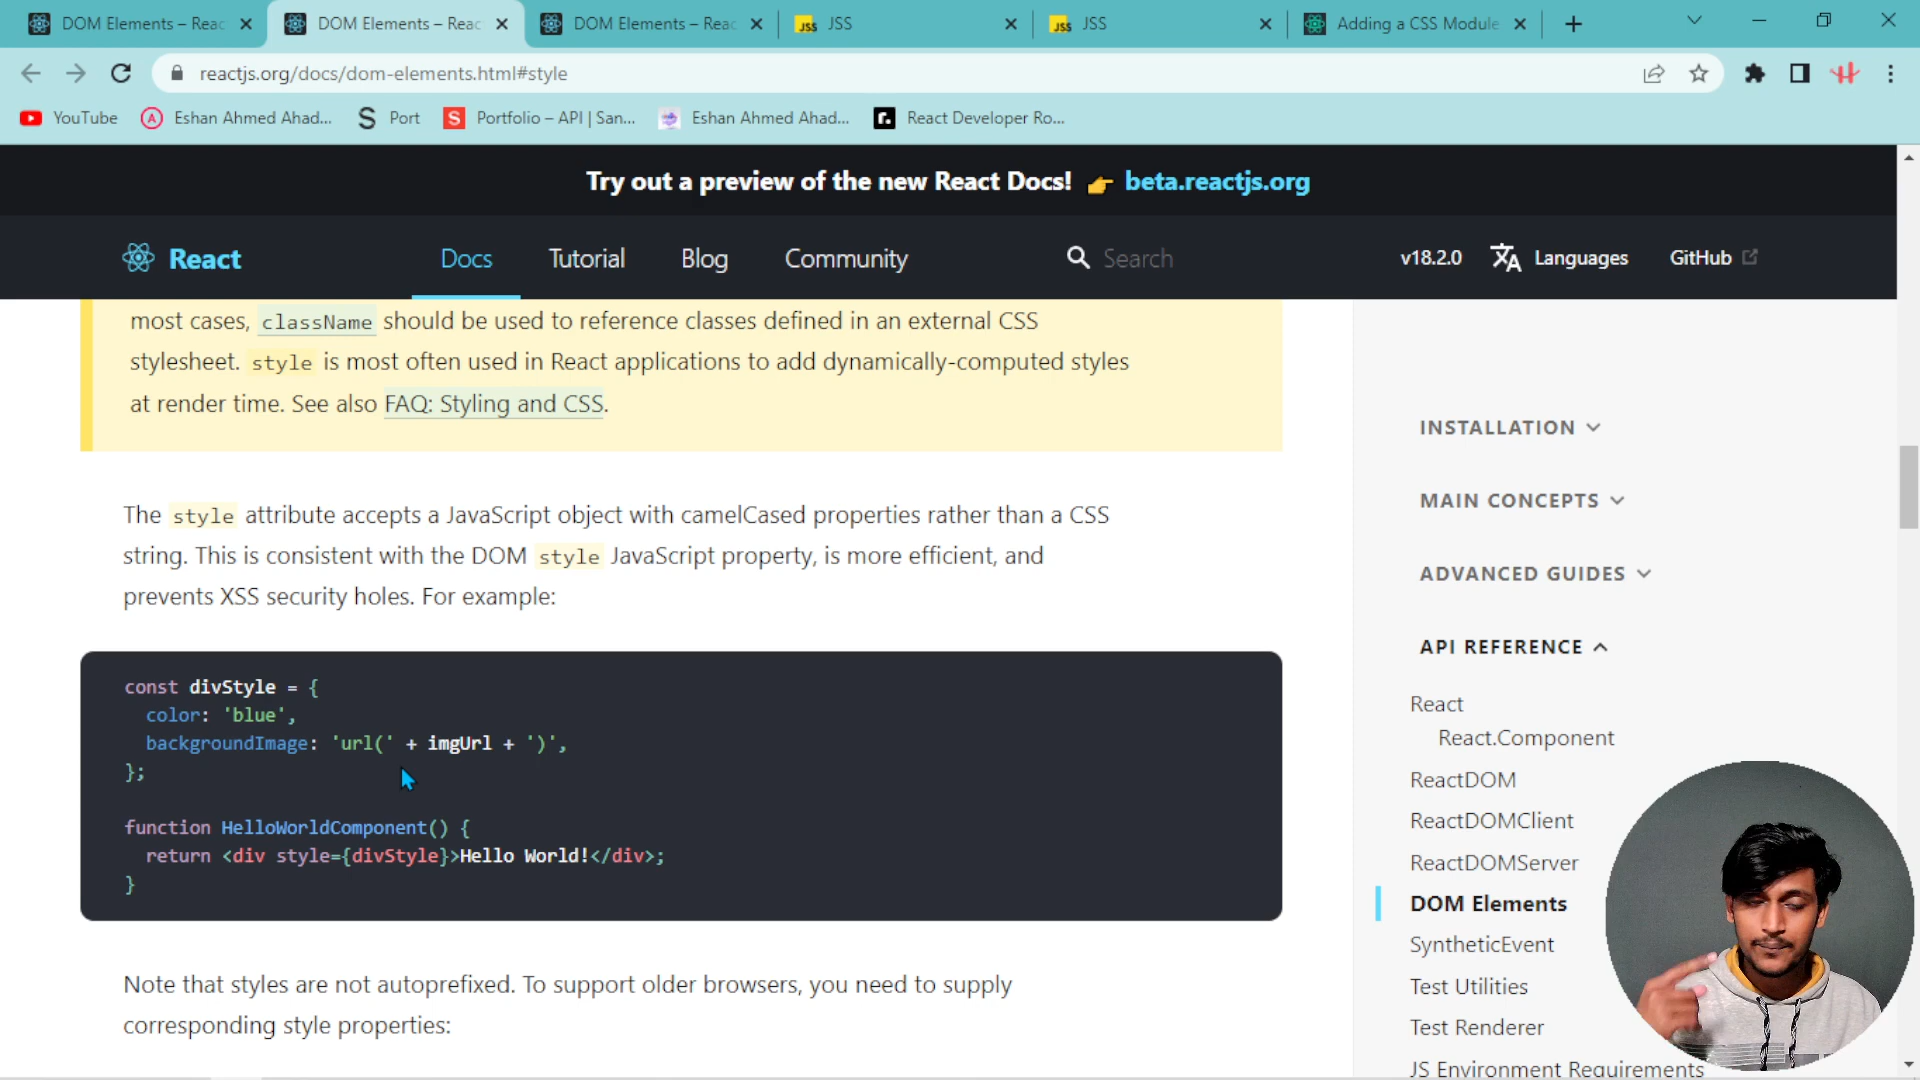 DOM Elements – Reac
DOM Elements – Reac
DOM Elements – Reac
JSS JSS
JSS JSS
Adding a CSS Module
reactjs.org/docs/dom-elements.html#style
YouTube
Eshan Ahmed Ahad...
Port
Portfolio – API | San...
Eshan Ahmed Ahad...
React Developer Ro...
Try out a preview of the new React Docs! 👉 beta.reactjs.org
React
Docs
Tutorial
Blog
Community
Search
v18.2.0
Languages
GitHub
most cases, className should be used to reference classes defined in an external CSS
stylesheet. style is most often used in React applications to add dynamically-computed styles
at render time. See also FAQ: Styling and CSS.
The style attribute accepts a JavaScript object with camelCased properties rather than a CSS
string. This is consistent with the DOM style JavaScript property, is more efficient, and
prevents XSS security holes. For example:
const divStyle = {
color: 'blue',
backgroundImage: 'url(' + imgUrl + ')',
};
function HelloWorldComponent() {
return <div style={divStyle}>Hello World!</div>;
}
Note that styles are not autoprefixed. To support older browsers, you need to supply
corresponding style properties:
INSTALLATION
MAIN CONCEPTS
ADVANCED GUIDES
API REFERENCE
React
React.Component
ReactDOM
ReactDOMClient
ReactDOMServer
DOM Elements
SyntheticEvent
Test Utilities
Test Renderer
JS Environment Requirements